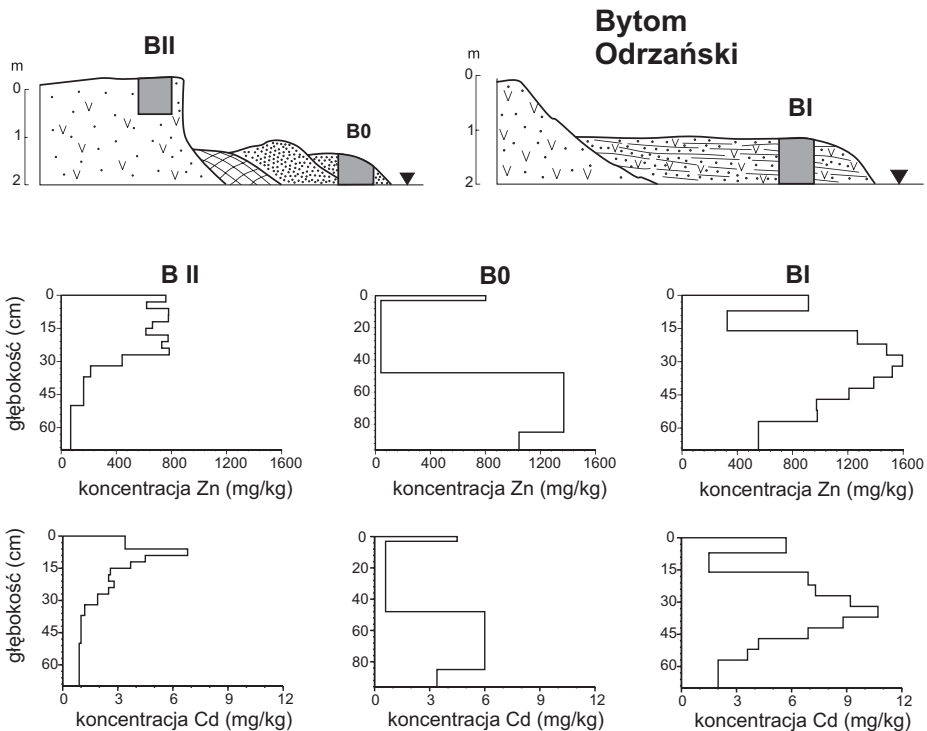 Bytom
Odrzański
BII
m
0
1
2
B0
m
0
1
2
BI
B II
głębokość (cm)
0
15
30
45
60
0 400 800 1200 1600
koncentracja Zn (mg/kg)
B0
0
20
40
60
80
0 400 800 1200 1600
koncentracja Zn (mg/kg)
BI
0
15
30
45
60
0 400 800 1200 1600
koncentracja Zn (mg/kg)
głębokość (cm)
0
15
30
45
60
0 3 6 9 12
koncentracja Cd (mg/kg)
0
20
40
60
80
0 3 6 9 12
koncentracja Cd (mg/kg)
0
15
30
45
60
0 3 6 9 12
koncentracja Cd (mg/kg)